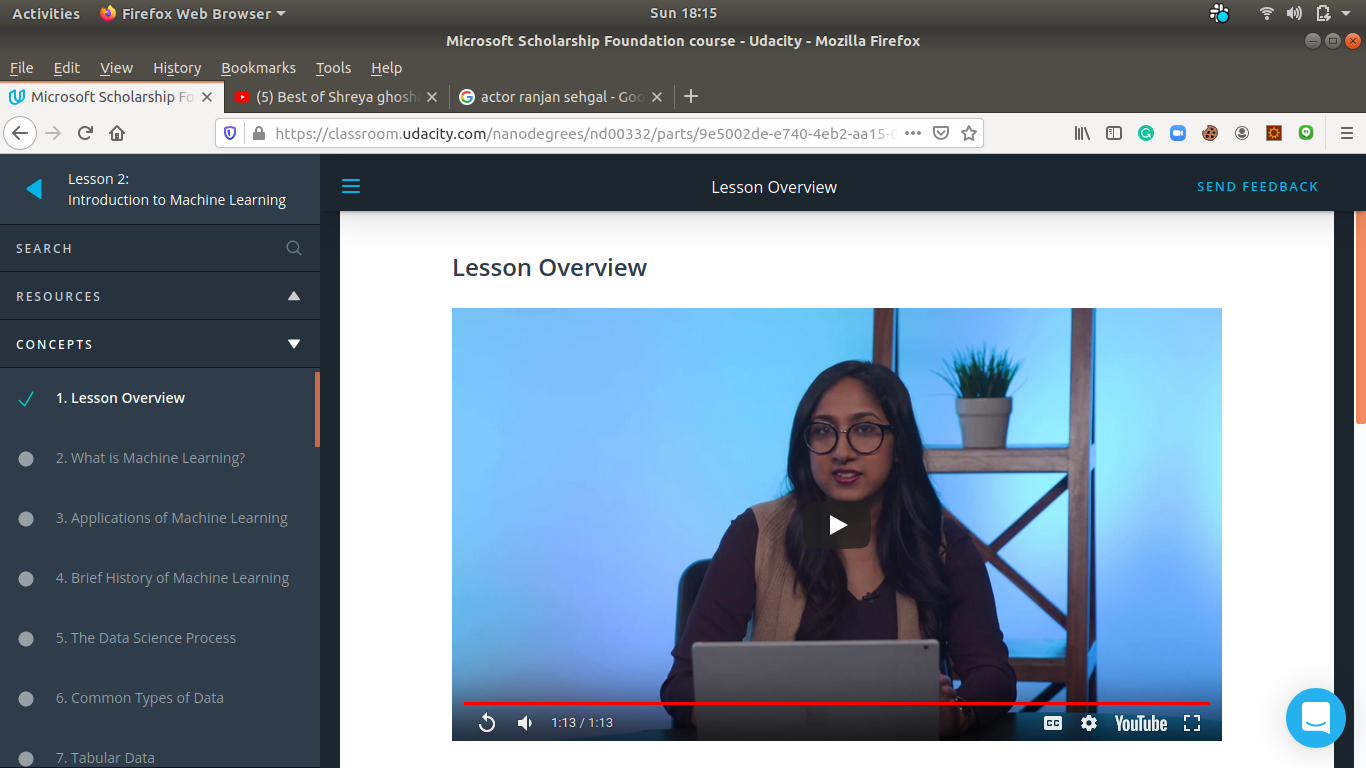 Activities Firefox Web Browser Sun 18:15
Microsoft Scholarship Foundation course - Udacity - Mozilla Firefox
File Edit View History Bookmarks Tools Help
Microsoft Scholarship Fo (5) Best of Shreya ghosh actor ranjan sehgal - Goo
https://classroom.udacity.com/nanodegrees/nd00332/parts/9e5002de-e740-4eb2-aa15-
Lesson 2:
Introduction to Machine Learning
Lesson Overview
SEND FEEDBACK
SEARCH
RESOURCES
CONCEPTS
1. Lesson Overview
2. What is Machine Learning?
3. Applications of Machine Learning
4. Brief History of Machine Learning
5. The Data Science Process
6. Common Types of Data
7. Tabular Data
Lesson Overview
1:13 / 1:13
CC
YouTube